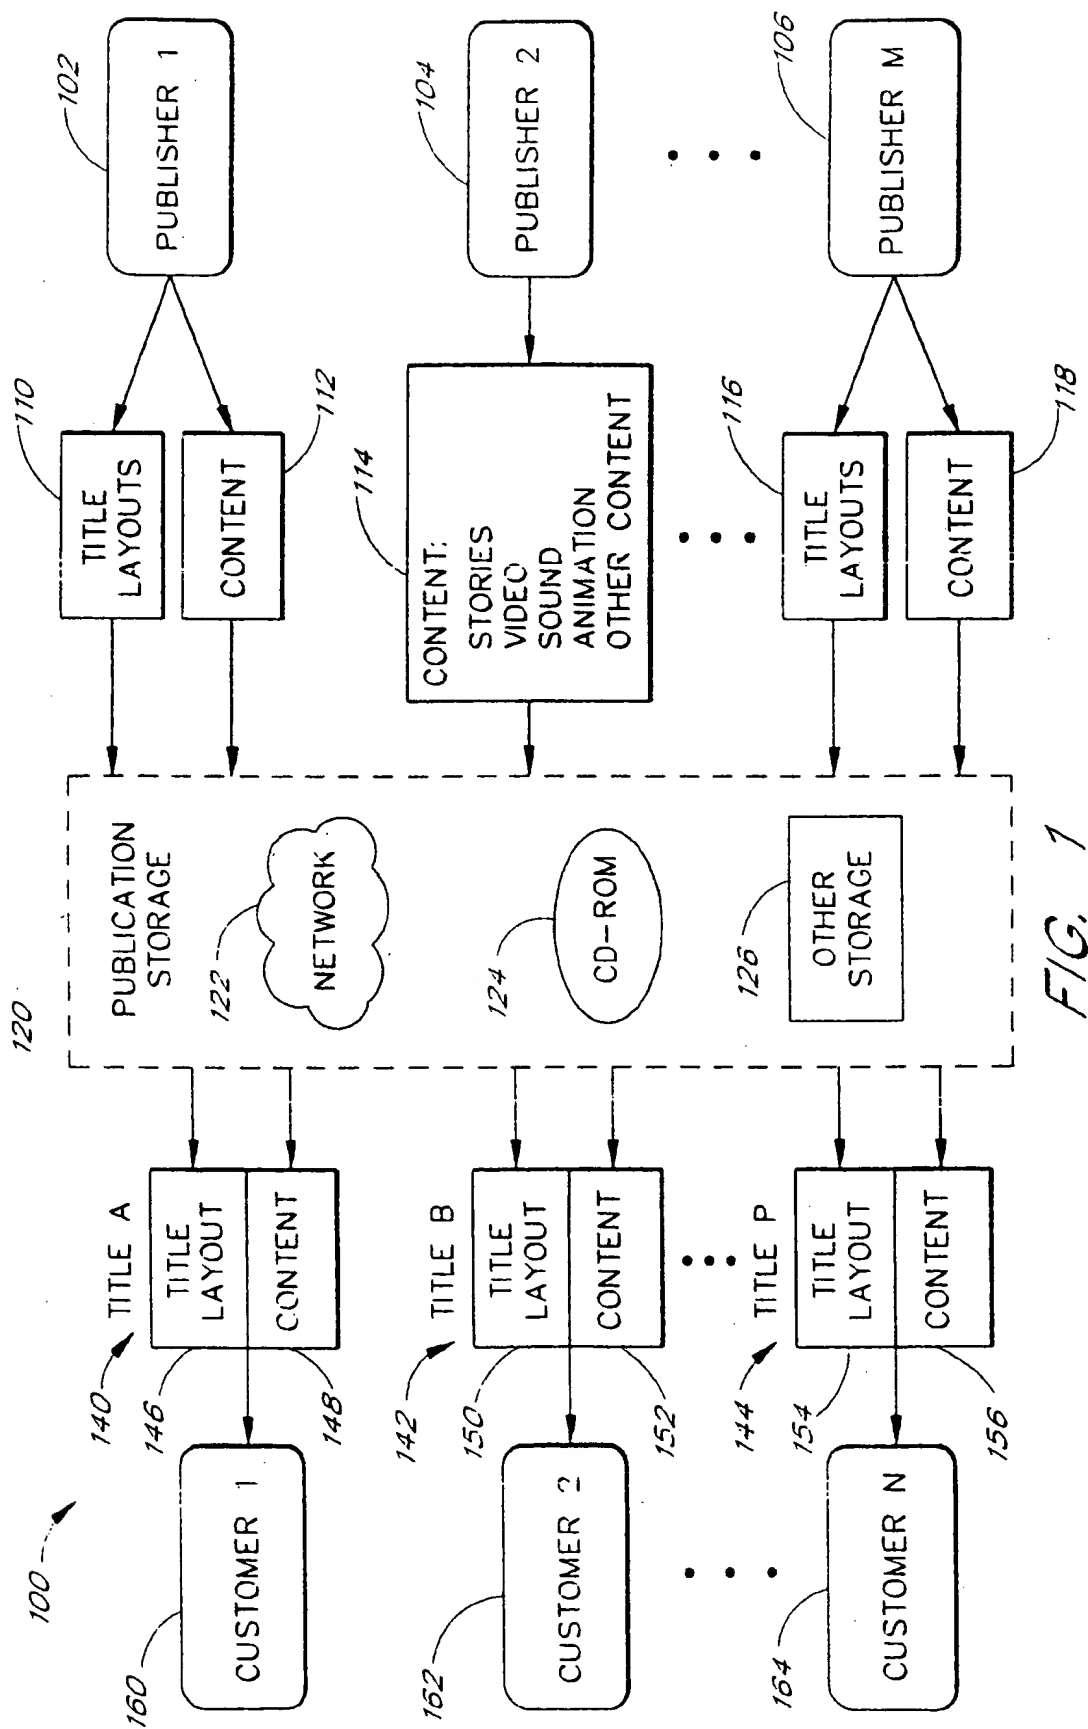 100
160
CUSTOMER 1
162
CUSTOMER 2
164
CUSTOMER N
140
TITLE A
146
TITLE
LAYOUT
CONTENT
148
142
TITLE B
150
TITLE
LAYOUT
CONTENT
152
144
TITLE P
154
TITLE
LAYOUT
CONTENT
156
120
PUBLICATION
STORAGE
122
NETWORK
124
CD-ROM
126
OTHER
STORAGE
110
TITLE
LAYOUTS
CONTENT
112
114
CONTENT:
STORIES
VIDEO
SOUND
ANIMATION
OTHER CONTENT
116
TITLE
LAYOUTS
CONTENT
118
102
PUBLISHER 1
104
PUBLISHER 2
106
PUBLISHER M
FIG. 1